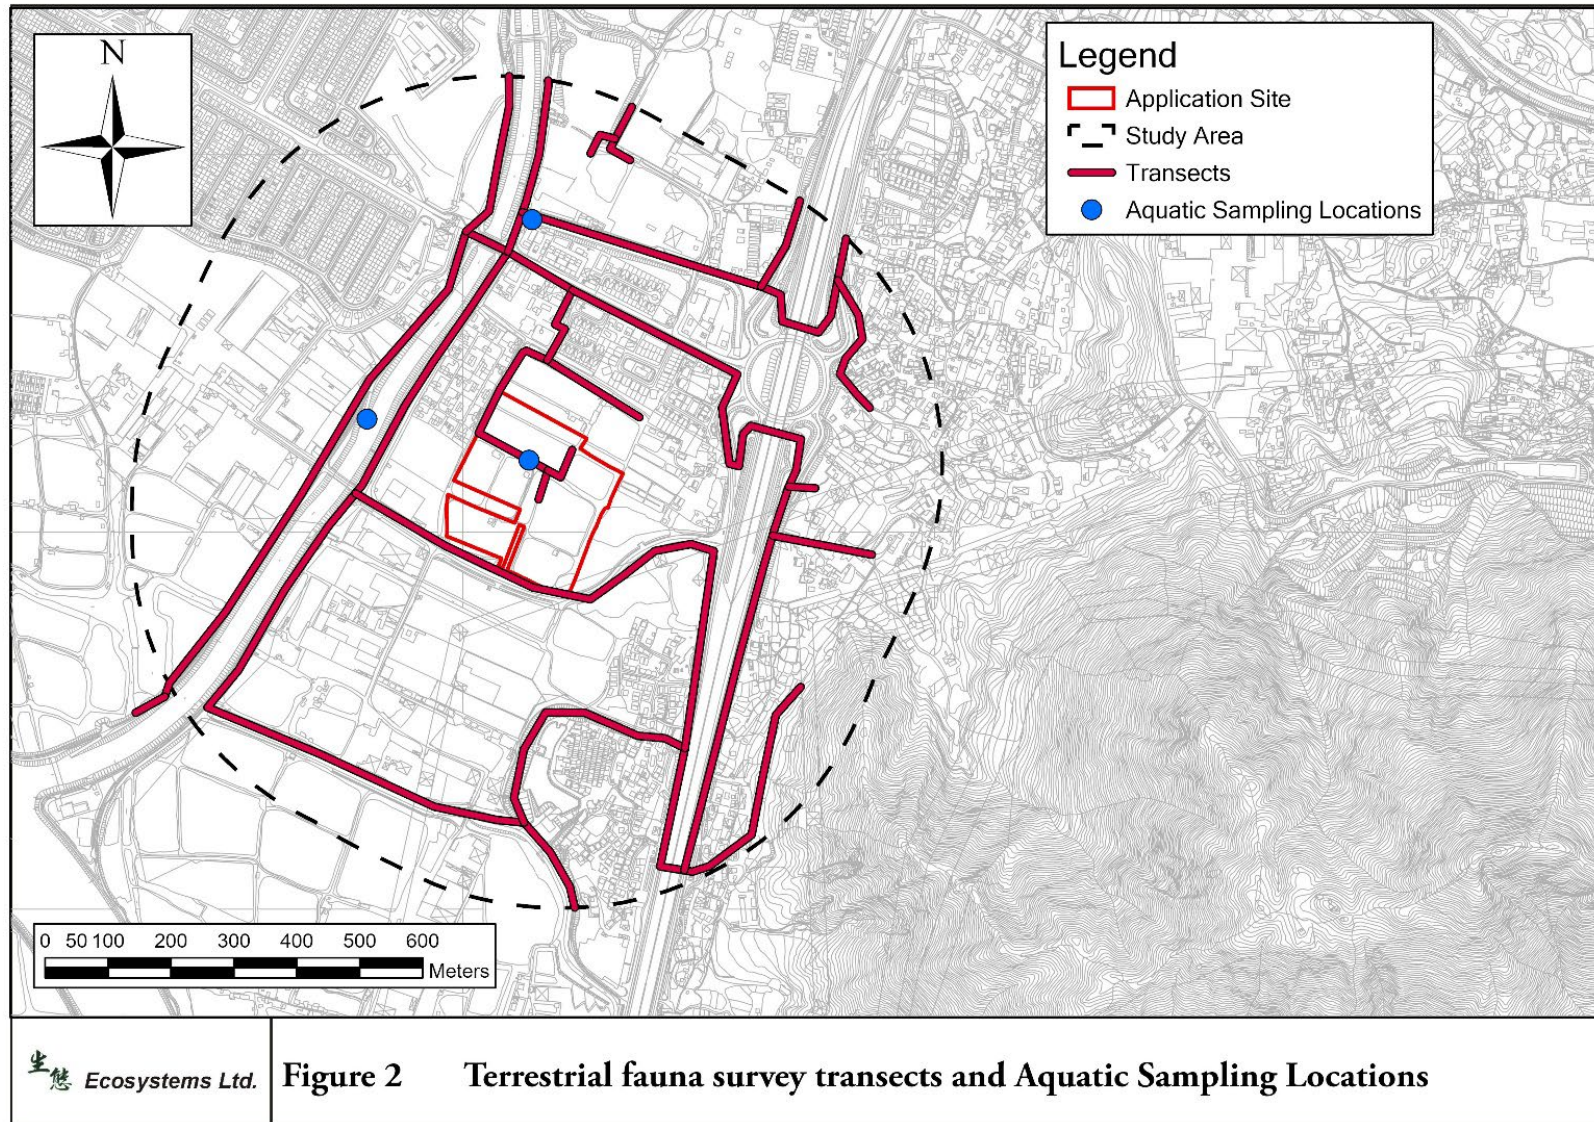 N
Legend
Application Site
Study Area
Transects
Aquatic Sampling Locations
0 50 100 200 300 400 500 600
Meters
生態 Ecosystems Ltd.
Figure 2 Terrestrial fauna survey transects and Aquatic Sampling Locations